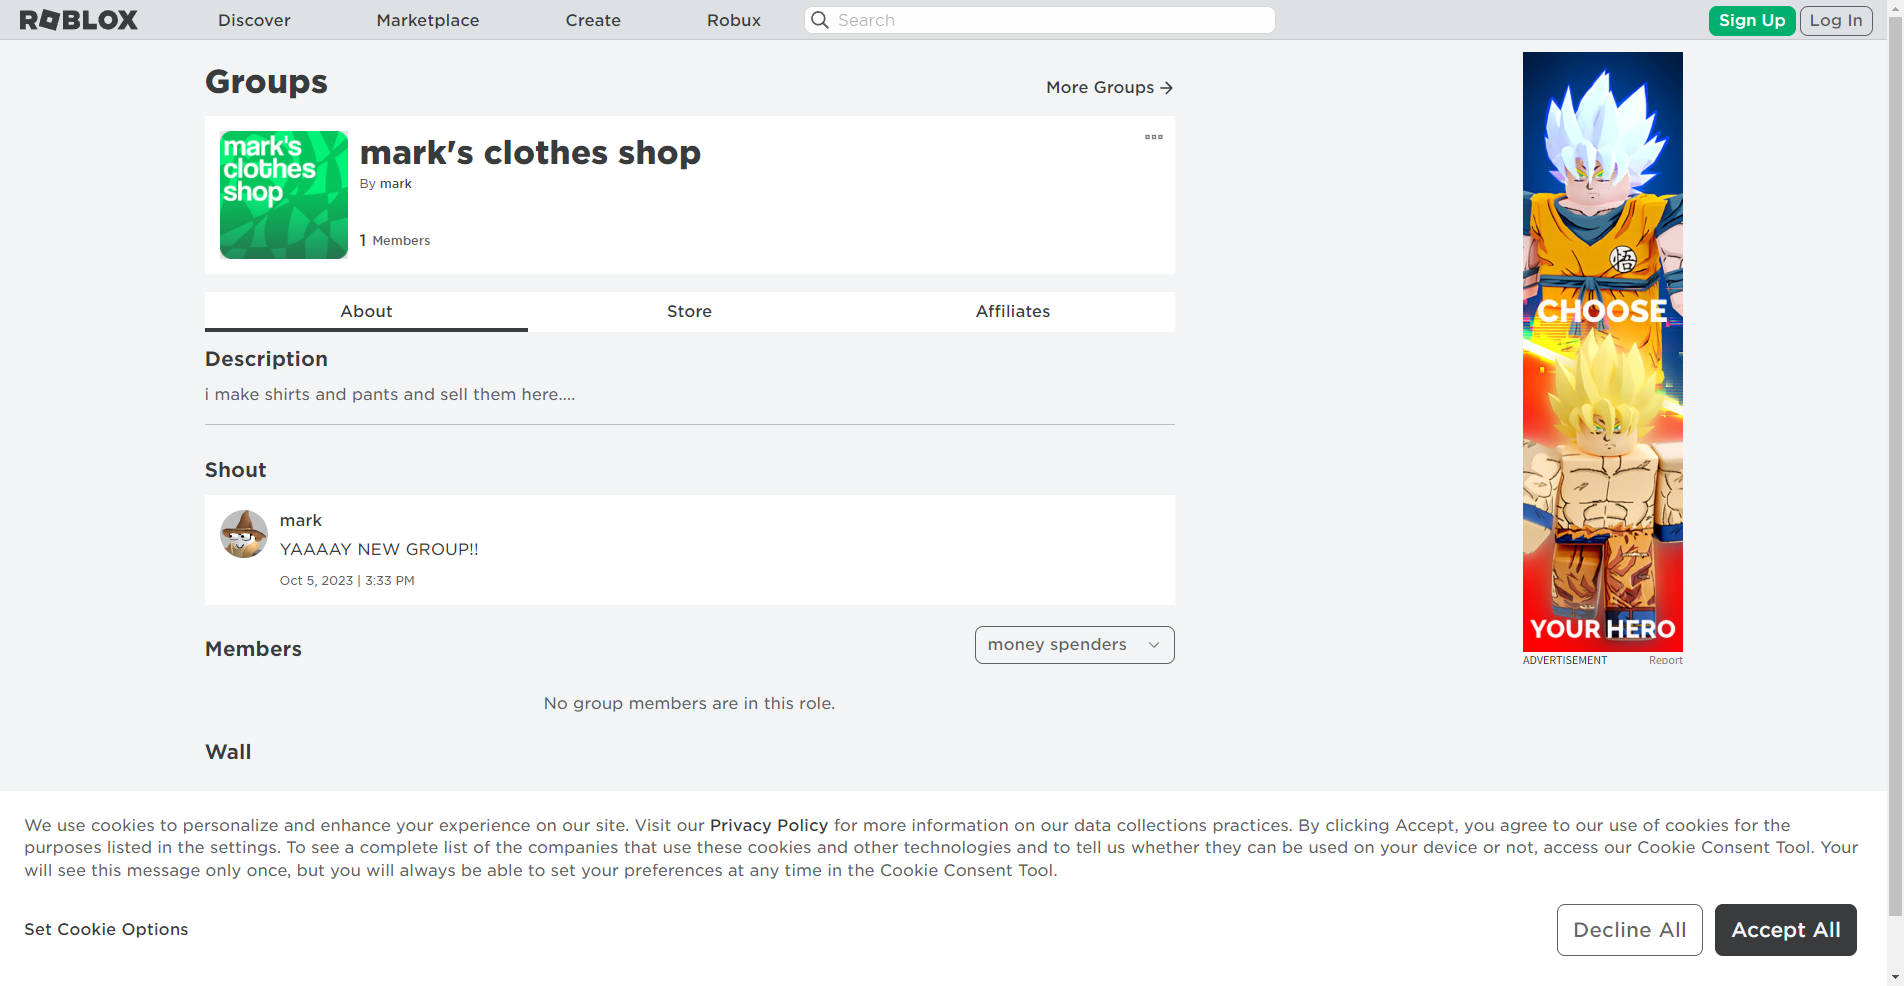 ROBLOX Discover Marketplace Create Robux Search Sign Up Log In
Groups
More Groups
mark's
clothes
shop
mark's clothes shop
By mark
1 Members
About Store Affiliates
Description
i make shirts and pants and sell them here....
Shout
mark
YAAAAY NEW GROUP!!
Oct 5, 2023 | 3:33 PM
Members
money spenders
No group members are in this role.
Wall
悟
CHOOSE
YOUR HERO
ADVERTISEMENT Report
We use cookies to personalize and enhance your experience on our site. Visit our Privacy Policy for more information on our data collections practices. By clicking Accept, you agree to our use of cookies for the
purposes listed in the settings. To see a complete list of the companies that use these cookies and other technologies and to tell us whether they can be used on your device or not, access our Cookie Consent Tool. Your
will see this message only once, but you will always be able to set your preferences at any time in the Cookie Consent Tool.
Set Cookie Options
Decline All
Accept All